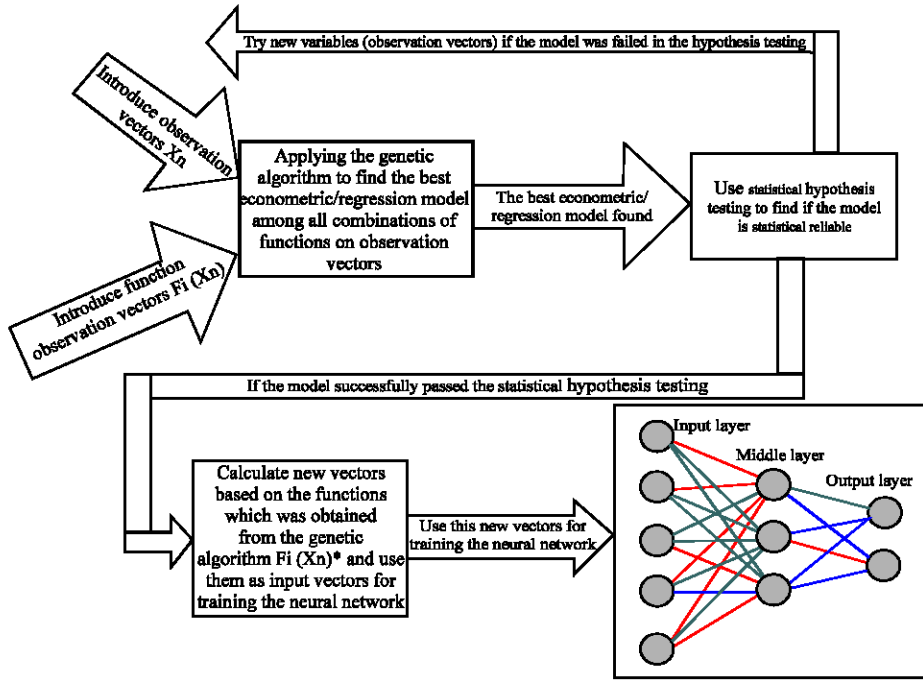 Try new variables (observation vectors) if the model was failed in the hypothesis testing
Introduce observation
vectors Xn
Introduce function
observation vectors Fi (Xn)
Applying the genetic
algorithm to find the best
econometric/regression model
among all combinations of
functions on observation
vectors
The best econometric/
regression model found
Use statistical hypothesis
testing to find if the model
is statistical reliable
If the model successfully passed the statistical hypothesis testing
Calculate new vectors
based on the functions
which was obtained
from the genetic
algorithm Fi (Xn)* and use
them as input vectors for
training the neural network
Use this new vectors for
training the neural network
Input layer
Middle layer
Output layer